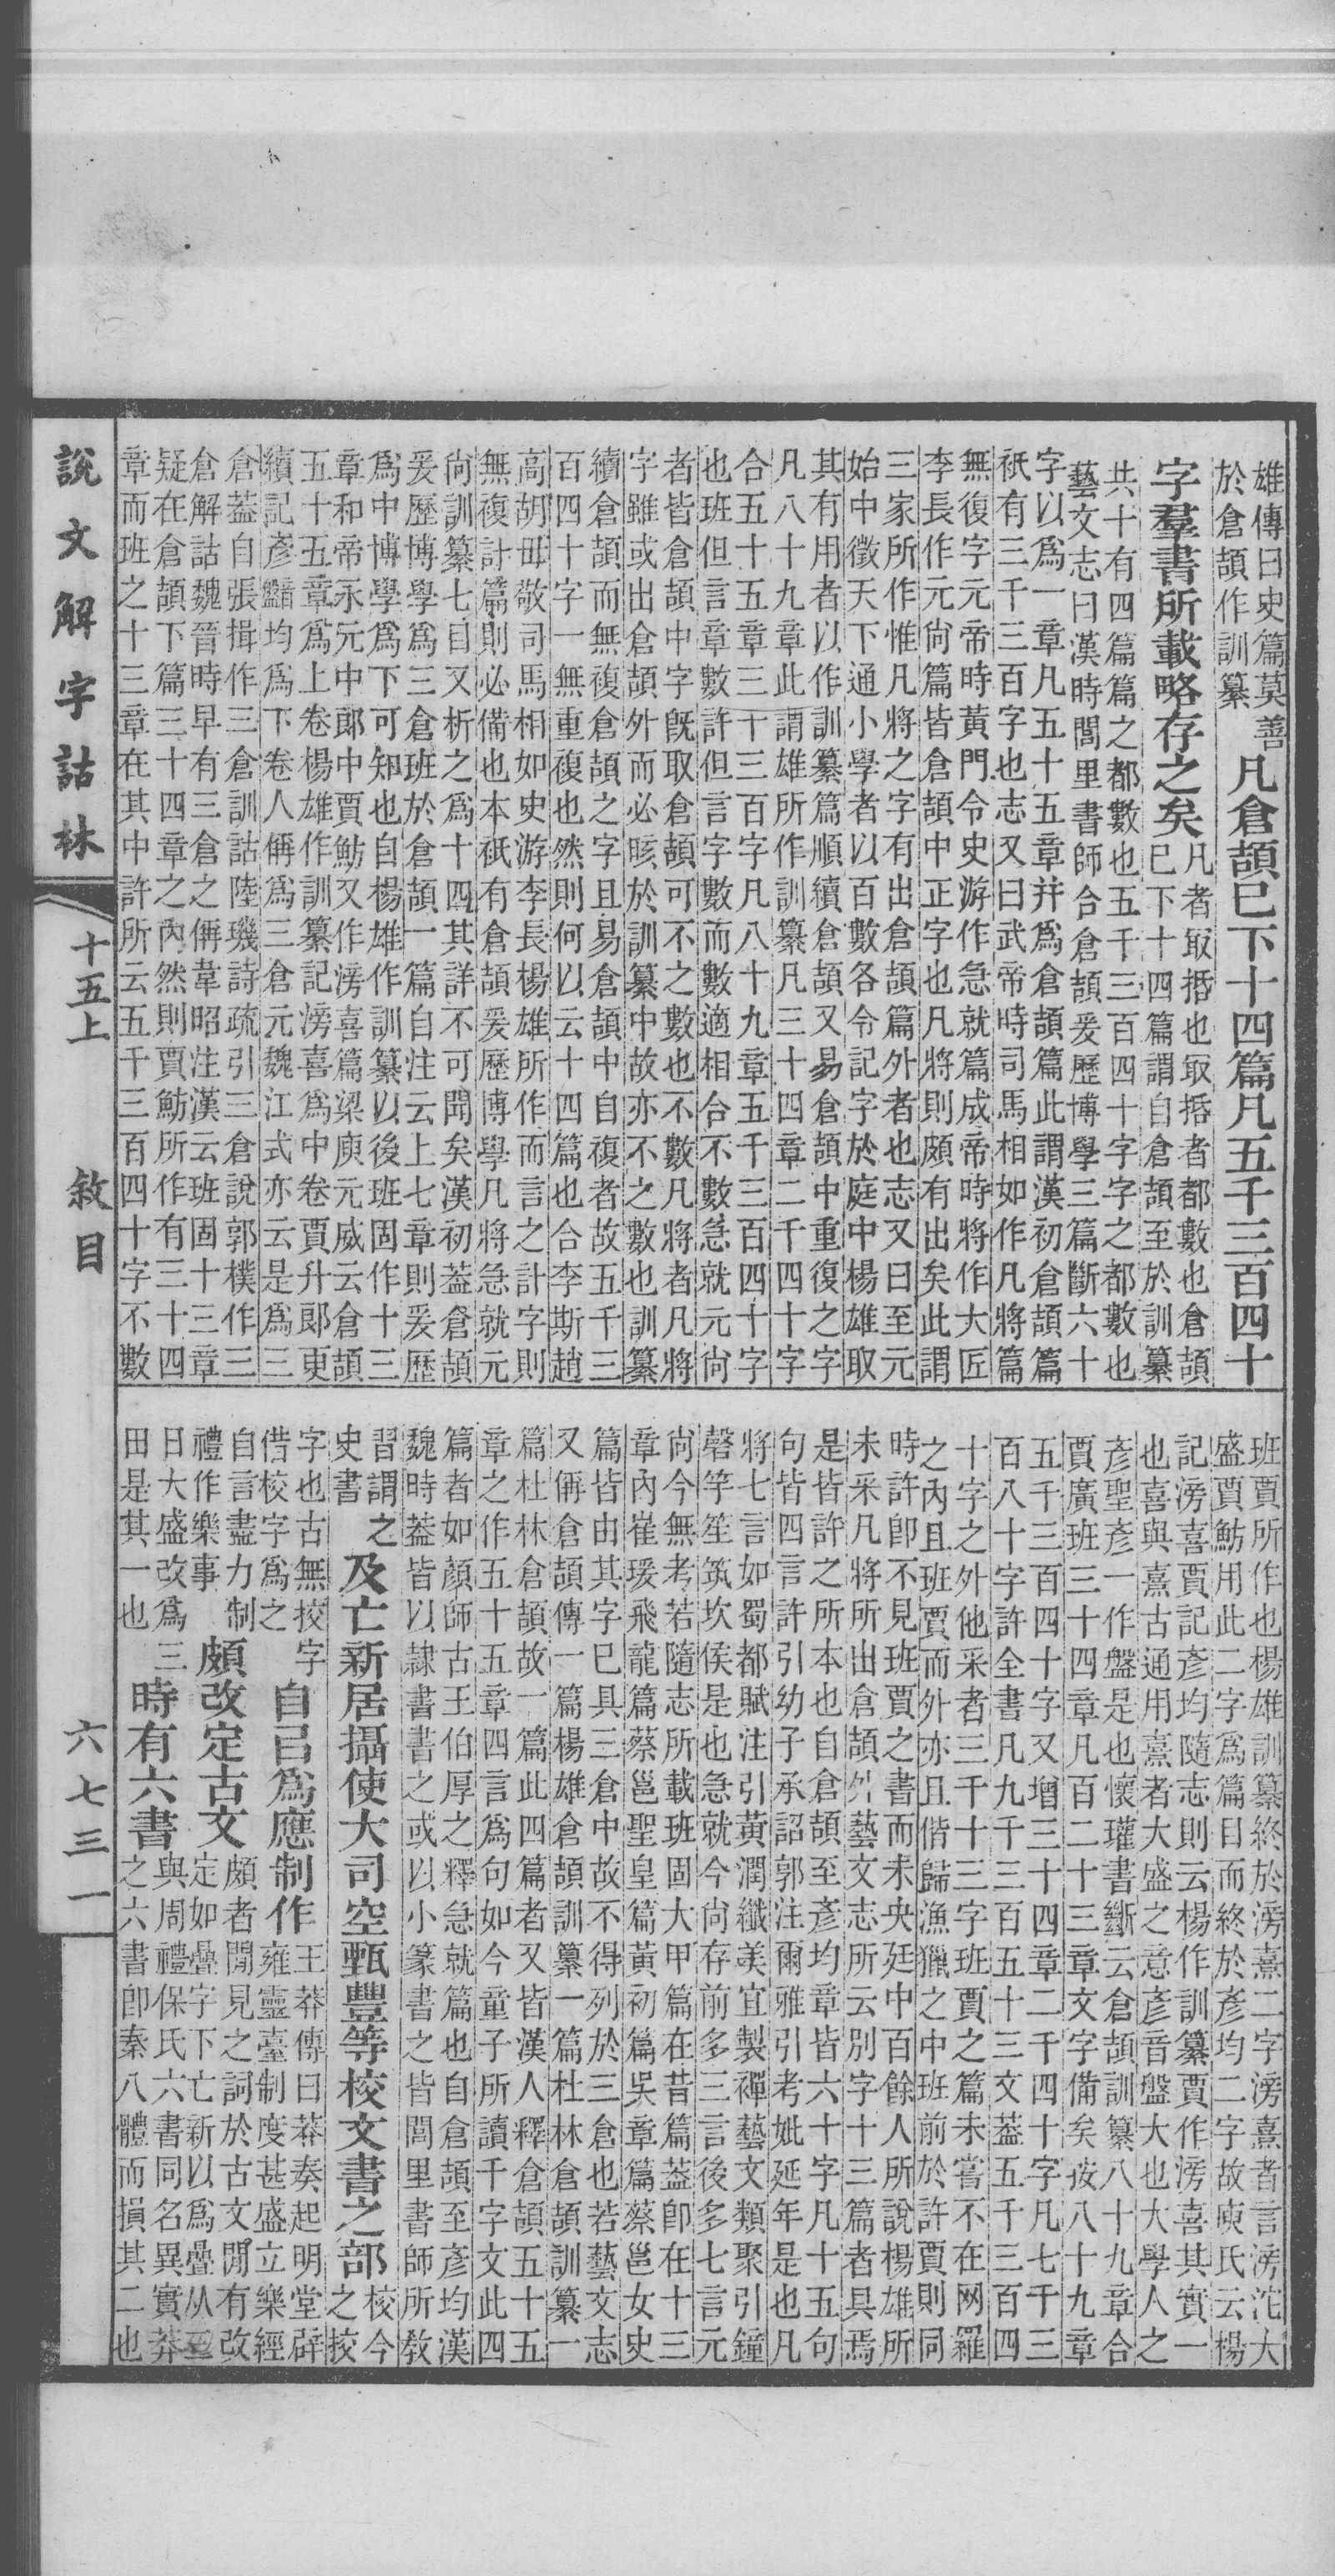 雄傳曰史篇莫善
於倉頡作訓纂
凡倉頡已下十四篇凡五千三百四十
字羣書所載略存之矣
凡者取捪也取捪者都數也倉頡
已下十四篇謂自倉頡至於訓纂
共十有四篇篇之都數也五千三百四十字字之都數也
藝文志曰漢時閭里書師合倉頡爰歷博學三篇斷六十
字以爲一章凡五十五章并爲倉頡篇此謂漢初倉頡篇
祇有三千三百字也志又曰武帝時司馬相如作凡將篇
無復字元帝時黃門令史游作急就篇成帝時將作大匠
李長作元尙篇皆倉頡中正字也凡將則頗有出矣此謂
三家所作惟凡將之字有出倉頡篇外者也志又曰至元
始中徵天下通小學者以百數各令記字於庭中楊雄取
其有用者以作訓纂篇順續倉頡又易倉頡中重復之字
凡八十九章此謂雄所作訓纂凡三十四章二千四十字
合五十五章三千三百字凡八十九章五千三百四十字
也班但言章數許但言字數而數適相合不數急就元尙
者皆倉頡中字旣取倉頡可不之數也不數凡將者凡將
字雖或出倉頡外而必晐於訓纂中故亦不之數也訓纂
續倉頡而無複倉頡之字且易倉頡中自複者故五千三
百四十字一無重複也然則何以云十四篇也合李斯趙
高胡毋敬司馬相如史游李長楊雄所作而言之計字則
無複計篇則必備也本祇有倉頡爰歷博學凡將急就元
尙訓纂七目又析之爲十四其詳不可聞矣漢初葢倉頡
爰歷博學爲三倉班於倉頡一篇自注云上七章則爰歷
爲中博學爲下可知也自楊雄作訓纂以後班固作十三
章和帝永元中郞中賈魴又作滂喜篇梁庾元威云倉頡
五十五章爲上卷楊雄作訓纂記滂喜爲中卷賈升郎更
續記彥盤均爲下卷人偁爲三倉元魏江式亦云是爲三
倉葢自張揖作三倉訓詁陸璣詩疏引三倉說郭樸作三
倉解詁魏晉時早有三倉之偁韋昭注漢云班固十三章
疑在倉頡下篇三十四章之內然則賈魴所作有三十四
章而班之十三章在其中許所云五千三百四十字不數
班賈所作也楊雄訓纂終於滂熹二字滂熹者言滂沱大
盛賈魴用此二字爲篇目而終於彥均二字故庾氏云楊
記滂喜賈記彥均隨志則云楊作訓纂賈作滂喜其實一
也喜與熹古通用熹者大盛之意彥音盤大也大學人之
彥聖彥一作盤是也懷瓘書斷云倉頡訓纂八十九章合
賈廣班三十四章凡百二十三章文字備矣按八十九章
五千三百四十字又增三十四章二千四十字凡七千三
百八十字許全書凡九千三百五十三文葢五千三百四
十字之外他采者三千十三字班賈之篇未嘗不在网羅
之內且班賈而外亦且偕歸漁獵之中班前於許賈則同
時許卽不見班賈之書而未央廷中百餘人所說楊雄所
未采凡將所出倉頡外藝文志所云別字十三篇者具焉
是皆許之所本也自倉頡至彥均章皆六十字凡十五句
句皆四言許引幼子承詔郭注爾雅引考妣延年是也凡
將七言如蜀都賦注引黃潤纖美宜製襌藝文類聚引鐘
磬竽笙筑坎侯是也急就今尙存前多三言後多七言元
尙今無考若隨志所載班固大甲篇在昔篇葢卽在十三
章內崔瑗飛龍篇蔡邕聖皇篇黃初篇吳章篇蔡邕女史
篇皆由其字已具三倉中故不得列於三倉也若藝文志
又偁倉頡傳一篇楊雄倉頡訓纂一篇杜林倉頡訓纂一
篇杜林倉頡故一篇此四篇者又皆漢人釋倉頡五十五
章之作五十五章四言爲句如今童子所讀千字文此四
篇者如顏師古王伯厚之釋急就篇也自倉頡至彥均漢
魏時葢皆以隷書書之或以小篆書之皆閭里書師所敎
習謂之
史書
及亡新居攝使大司空甄豐等校文書之部
校今
之挍
字也古無挍字
借校字爲之
自㠯爲應制作
王莽傳曰莽奏起明堂辟
雍靈臺制度甚盛立樂經
自言盡力制
禮作樂事
頗改定古文
頗者閒見之詞於古文閒有改
定如疊字下亡新以爲疊从
日大盛改爲三
田是其一也
時有六書
與周禮保氏六書同名異實莽
之六書卽秦八體而損其二也
說文解字詁林
十五上
敘目
六七三一